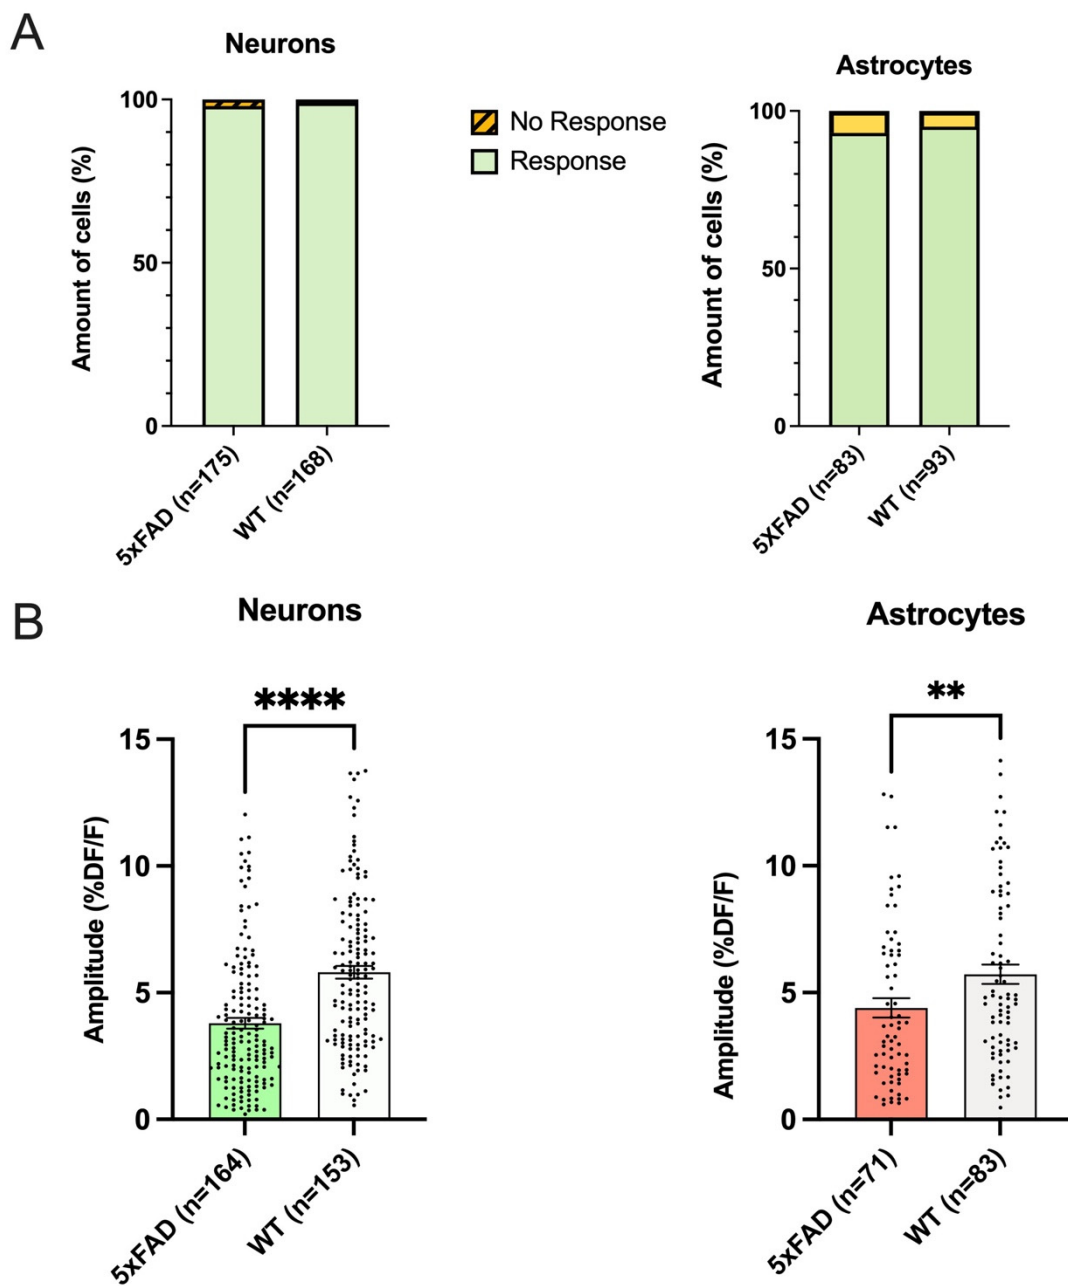 A
Neurons
Amount of cells (%)
100
50
0
5xFAD (n=175)
WT (n=168)
No Response
Response
Astrocytes
Amount of cells (%)
100
50
0
5XFAD (n=83)
WT (n=93)
B
Neurons
****
Amplitude (%DF/F)
15
10
5
0
5xFAD (n=164)
WT (n=153)
Astrocytes
**
Amplitude (%DF/F)
15
10
5
0
5xFAD (n=71)
WT (n=83)